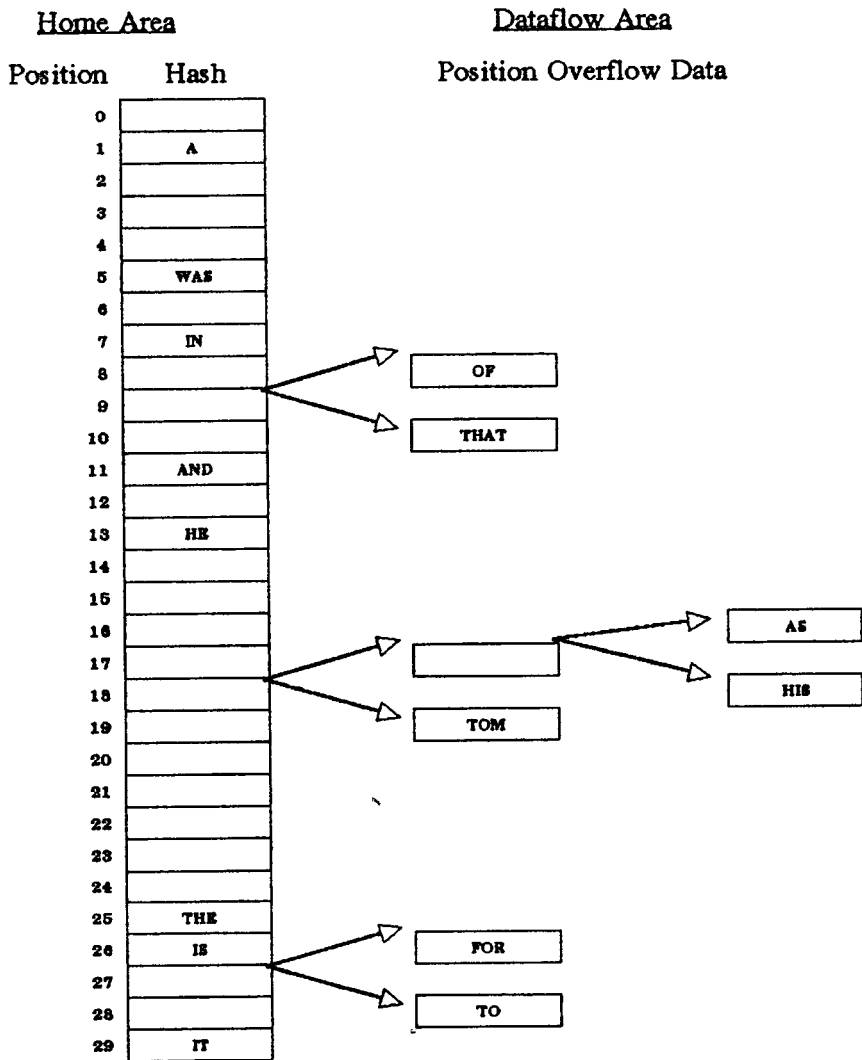 Home Area Dataflow Area
Position Hash Position Overflow Data
0
1 A
2
3
4
5 WAS
6
7 IN
8 OF
9
10 THAT
11 AND
12
13 HE
14
15
16 AS
17
18 HIS
19 TOM
20
21
22
23
24
25 THE
26 IS FOR
27
28 TO
29 IT